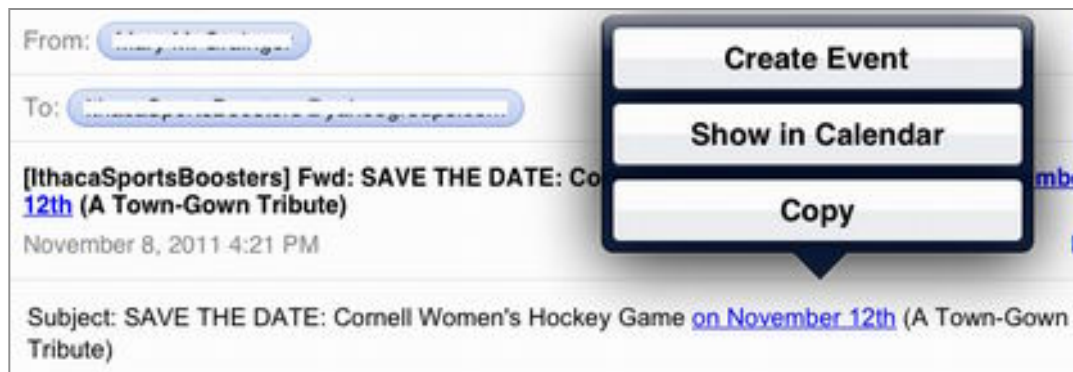 From:
Create Event
To:
Show in Calendar
[IthacaSportsBoosters] Fwd: SAVE THE DATE: Co
12th (A Town-Gown Tribute)
Copy
November 8, 2011 4:21 PM
Subject: SAVE THE DATE: Cornell Women's Hockey Game on November 12th (A Town-Gown
Tribute)